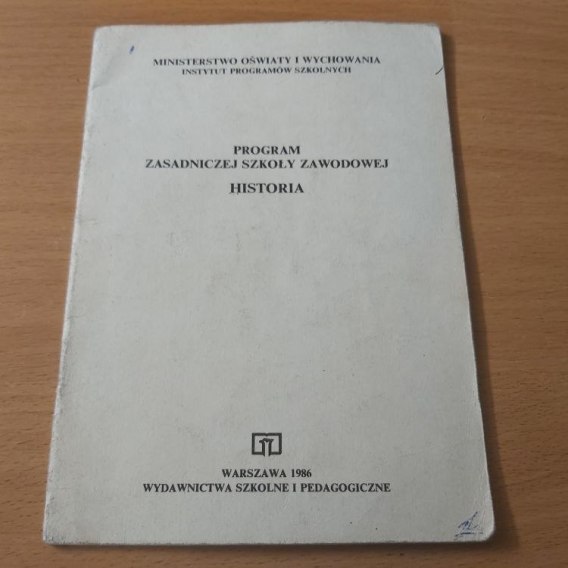 MINISTERSTWO OŚWIATY I WYCHOWANIA
INSTYTUT PROGRAMÓW SZKOLNYCH
PROGRAM
ZASADNICZEJ SZKOŁY ZAWODOWEJ
HISTORIA
WARSZAWA 1986
WYDAWNICTWA SZKOLNE I PEDAGOGICZNE